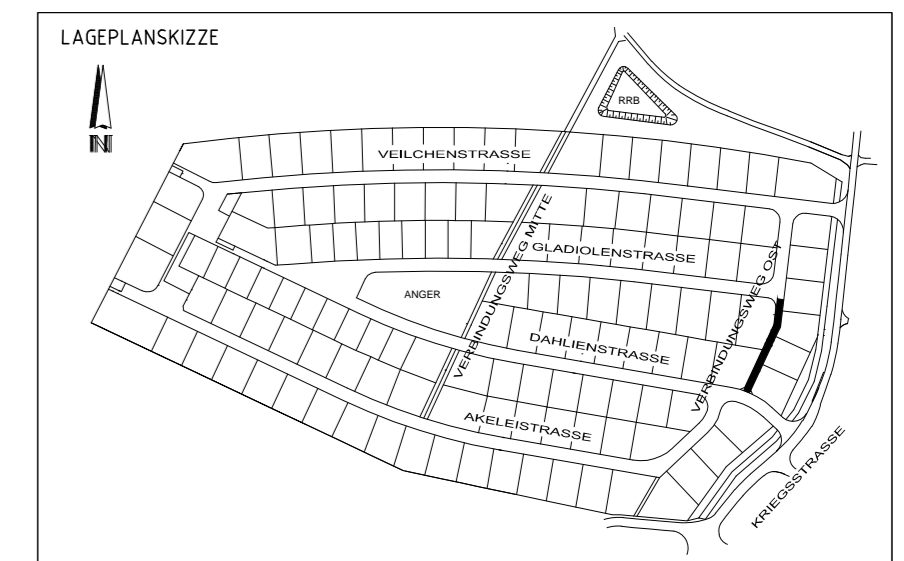 LAGEPLANSKIZZE
N
RRB
VEILCHENSTRASSE
VERBINDUNGSWEG MITTE
GLADIOLENSTRASSE
VERBINDUNGSWEG OST
ANGER
DAHLIENSTRASSE
AKELEISTRASSE
KRIEGSSTRASSE